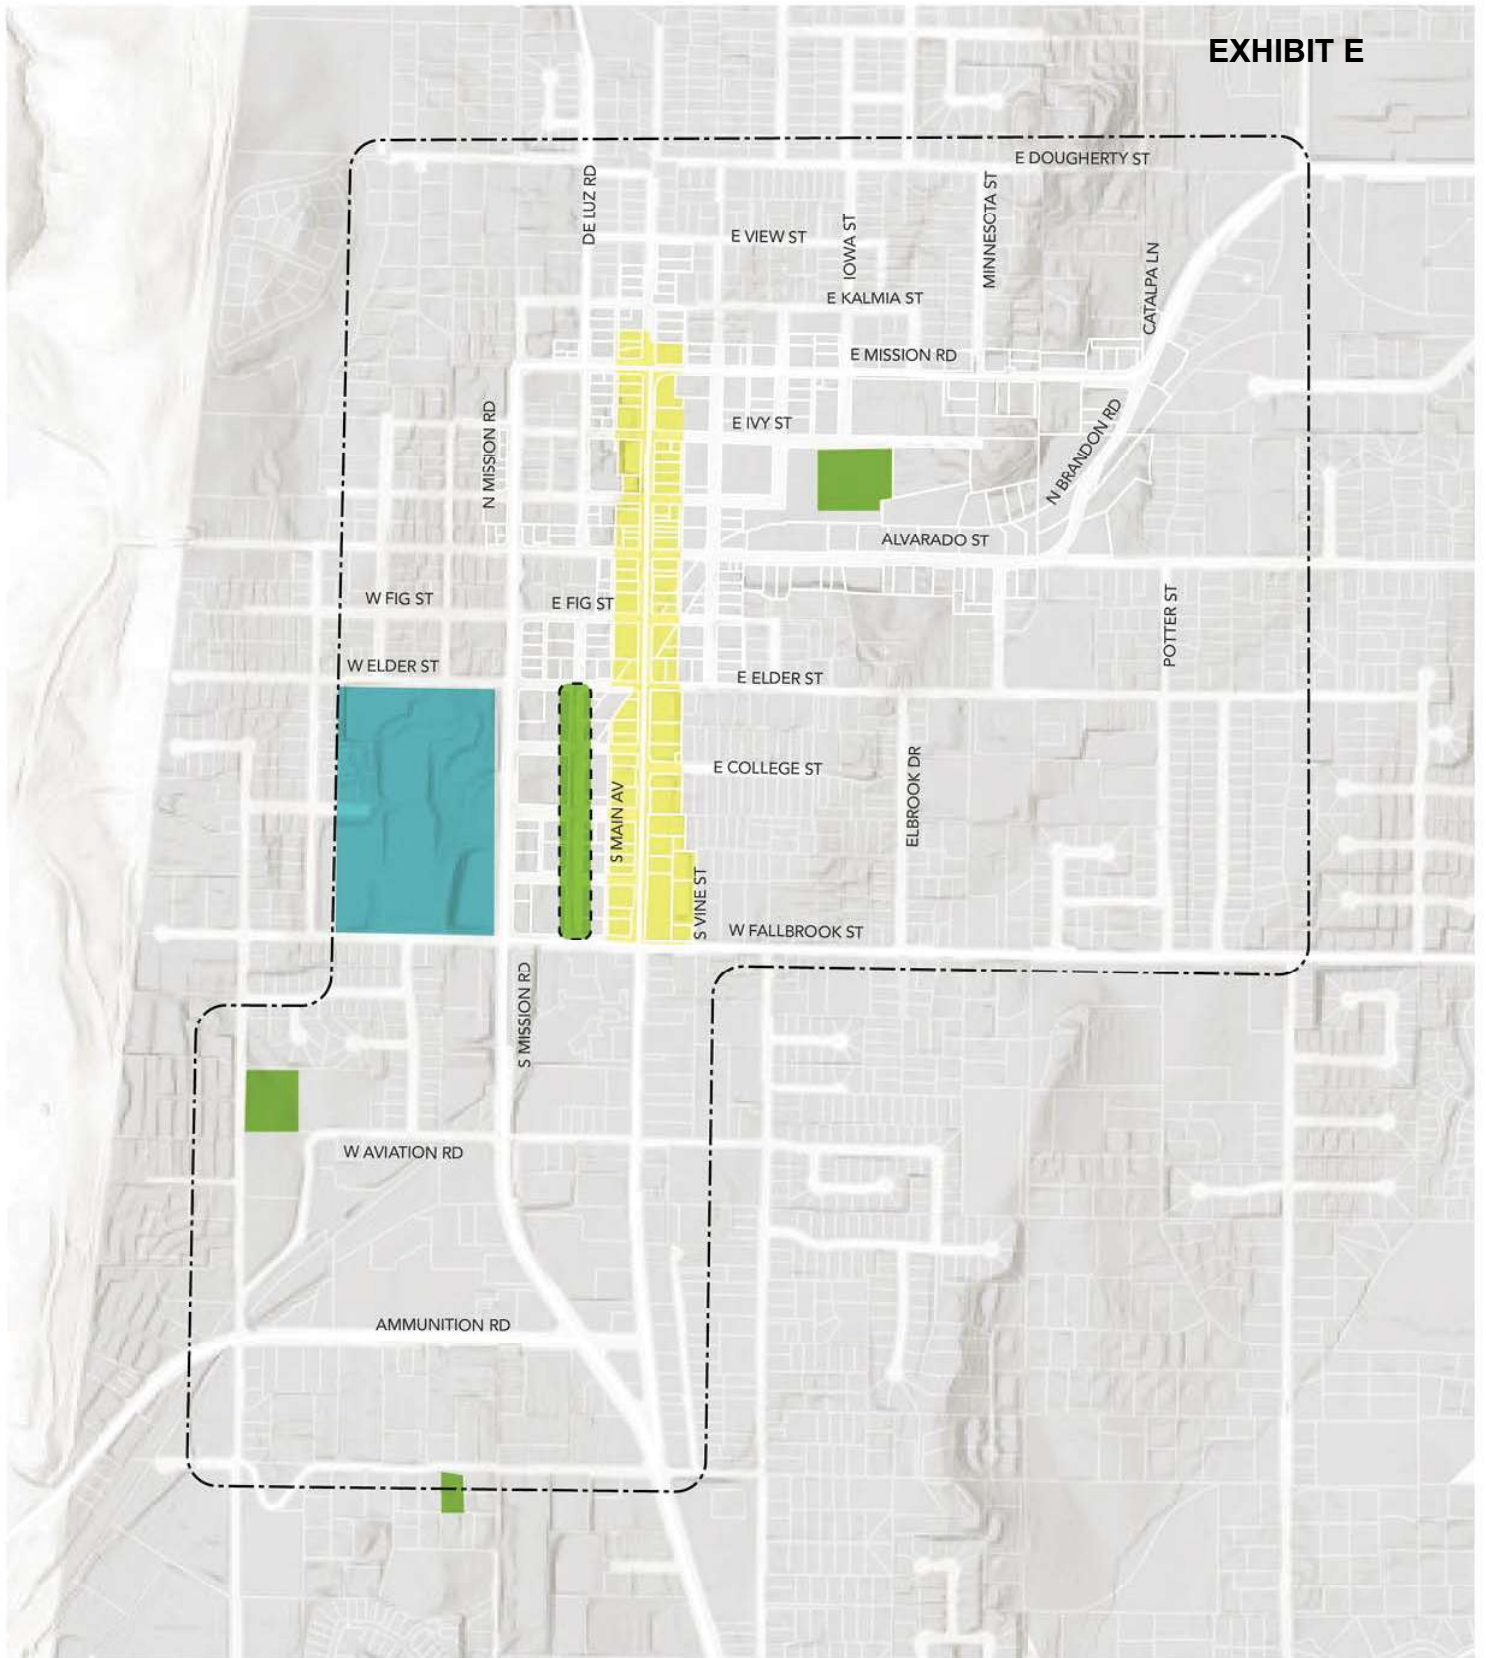 EXHIBIT E
E DOUGHERTY ST
DE LUZ RD
MINNESOTA ST
E VIEW ST
IOWA ST
CATALPA LN
E KALMIA ST
E MISSION RD
N MISSION RD
E IVY ST
N BRANDON RD
ALVARADO ST
W FIG ST
E FIG ST
POTTER ST
W ELDER ST
E ELDER ST
E COLLEGE ST
ELBROOK DR
S MAIN AV
S VINE ST
W FALLBROOK ST
S MISSION RD
W AVIATION RD
AMMUNITION RD